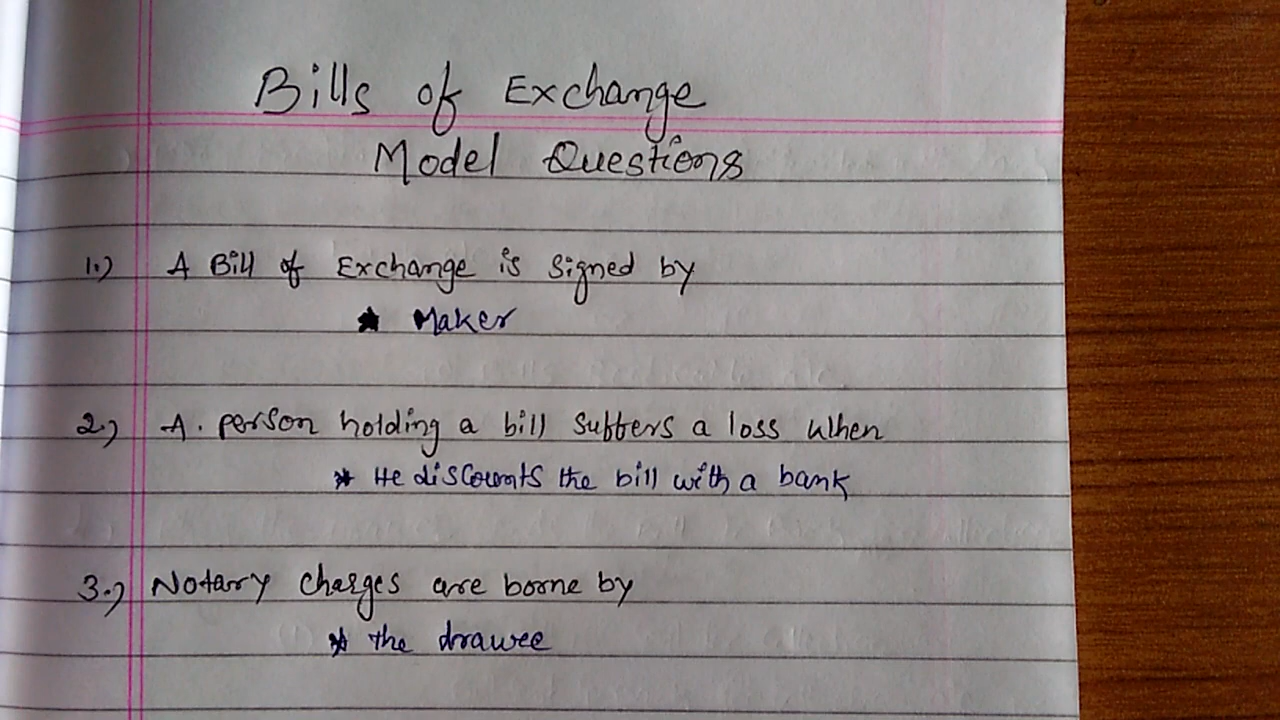 Bills of Exchange
Model Questions
1.) A Bill of Exchange is signed by
★ Maker
2.) A. person holding a bill suffers a loss when
* He discounts the bill with a bank
3.) Notary charges are borne by
* the drawee